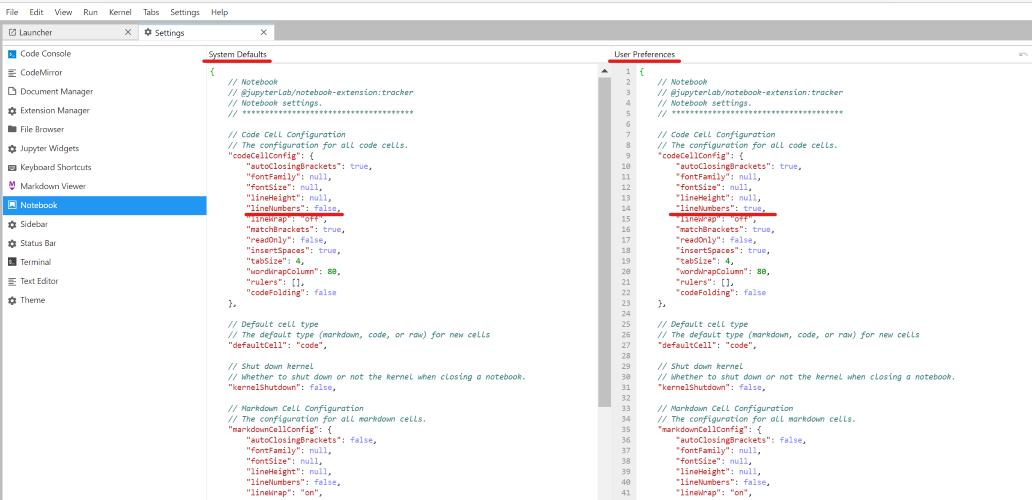 File Edit View Run Kernel Tabs Settings Help
Launcher
Settings
Code Console
CodeMirror
Document Manager
Extension Manager
File Browser
Jupyter Widgets
Keyboard Shortcuts
Markdown Viewer
Notebook
Sidebar
Status Bar
Terminal
Text Editor
Theme
System Defaults
{
// Notebook
// @jupyterlab/notebook-extension:tracker
// Notebook settings.
// **************************************
// Code Cell Configuration
// The configuration for all code cells.
"codeCellConfig": {
"autoClosingBrackets": true,
"fontFamily": null,
"fontSize": null,
"lineHeight": null,
"lineNumbers": false,
"lineWrap": "off",
"matchBrackets": true,
"readOnly": false,
"insertSpaces": true,
"tabSize": 4,
"wordWrapColumn": 80,
"rulers": [],
"codeFolding": false
},
// Default cell type
// The default type (markdown, code, or raw) for new cells
"defaultCell": "code",
// Shut down kernel
// Whether to shut down or not the kernel when closing a notebook.
"kernelShutdown": false,
// Markdown Cell Configuration
// The configuration for all markdown cells.
"markdownCellConfig": {
"autoClosingBrackets": false,
"fontFamily": null,
"fontSize": null,
"lineHeight": null,
"lineNumbers": false,
"lineWrap": "on",
User Preferences
1 {
2 // Notebook
3 // @jupyterlab/notebook-extension:tracker
4 // Notebook settings.
5 // **************************************
6
7 // Code Cell Configuration
8 // The configuration for all code cells.
9 "codeCellConfig": {
10 "autoClosingBrackets": true,
11 "fontFamily": null,
12 "fontSize": null,
13 "lineHeight": null,
14 "lineNumbers": true,
15 "lineWrap": "off",
16 "matchBrackets": true,
17 "readOnly": false,
18 "insertSpaces": true,
19 "tabSize": 4,
20 "wordWrapColumn": 80,
21 "rulers": [],
22 "codeFolding": false
23 },
24
25 // Default cell type
26 // The default type (markdown, code, or raw) for new cells
27 "defaultCell": "code",
28
29 // Shut down kernel
30 // Whether to shut down or not the kernel when closing a notebook.
31 "kernelShutdown": false,
32
33 // Markdown Cell Configuration
34 // The configuration for all markdown cells.
35 "markdownCellConfig": {
36 "autoClosingBrackets": false,
37 "fontFamily": null,
38 "fontSize": null,
39 "lineHeight": null,
40 "lineNumbers": false,
41 "lineWrap": "on",